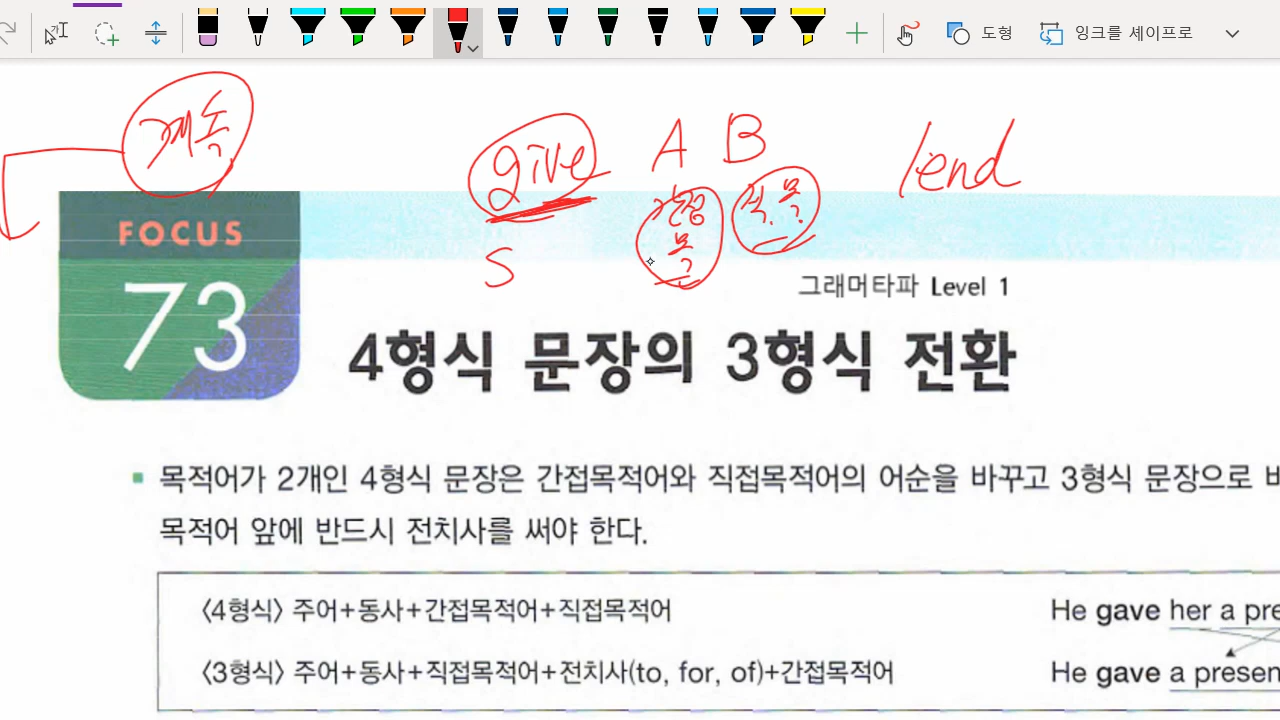 도형
잉크를 셰이프로
계속
give A B lend
간접 직.목.
목
S
FOCUS
73
그래머타파 Level 1
4형식 문장의 3형식 전환
목적어가 2개인 4형식 문장은 간접목적어와 직접목적어의 어순을 바꾸고 3형식 문장으로
목적어 앞에 반드시 전치사를 써야 한다.
〈4형식〉 주어+동사+간접목적어+직접목적어 He gave her a pre
〈3형식〉 주어+동사+직접목적어+전치사(to, for, of)+간접목적어 He gave a presen